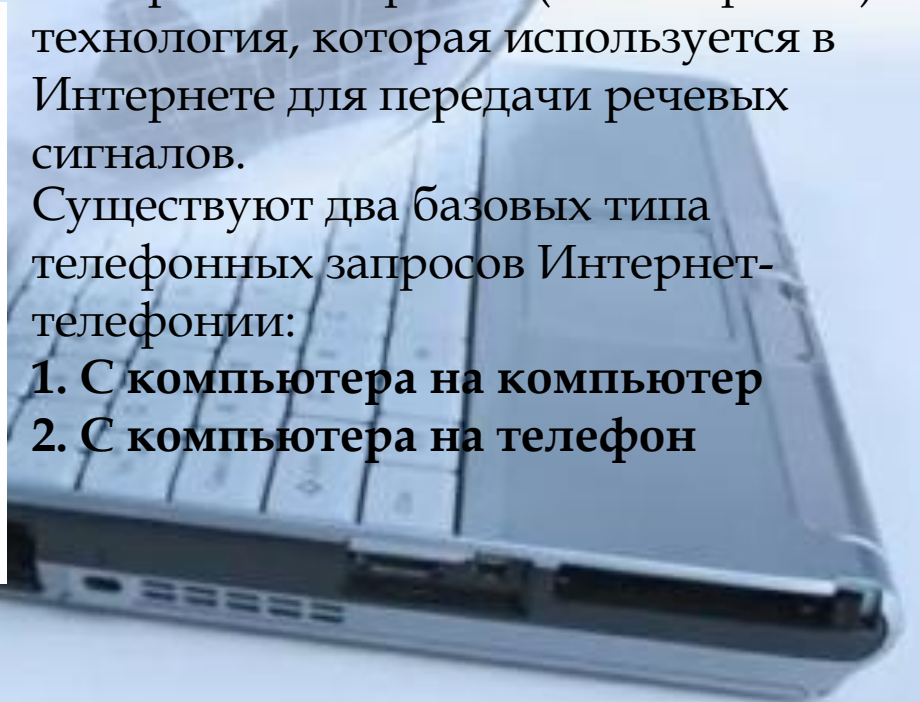 технология, которая используется в
Интернете для передачи речевых
сигналов.
Существуют два базовых типа
телефонных запросов Интернет-
телефонии:
1. С компьютера на компьютер
2. С компьютера на телефон